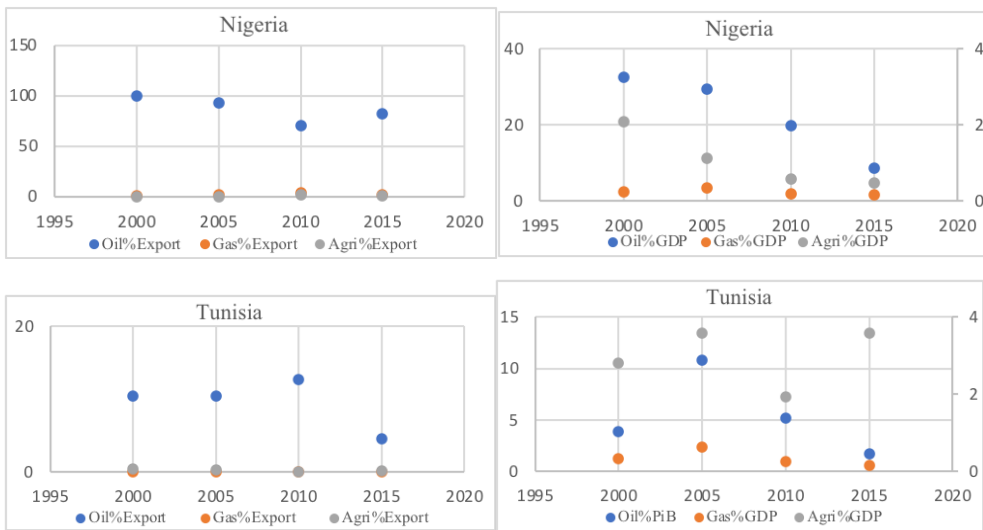 Nigeria
150
100
50
0
1995 2000 2005 2010 2015 2020
Oil%Export Gas%Export Agri%Export
Nigeria
40 4
20 2
0 0
1995 2000 2005 2010 2015 2020
Oil%GDP Gas%GDP Agri%GDP
Tunisia
20
0
1995 2000 2005 2010 2015 2020
Oil%Export Gas%Export Agri%Export
Tunisia
15 4
10
2
5
0 0
1995 2000 2005 2010 2015 2020
Oil%PiB Gas%GDP Agri%GDP